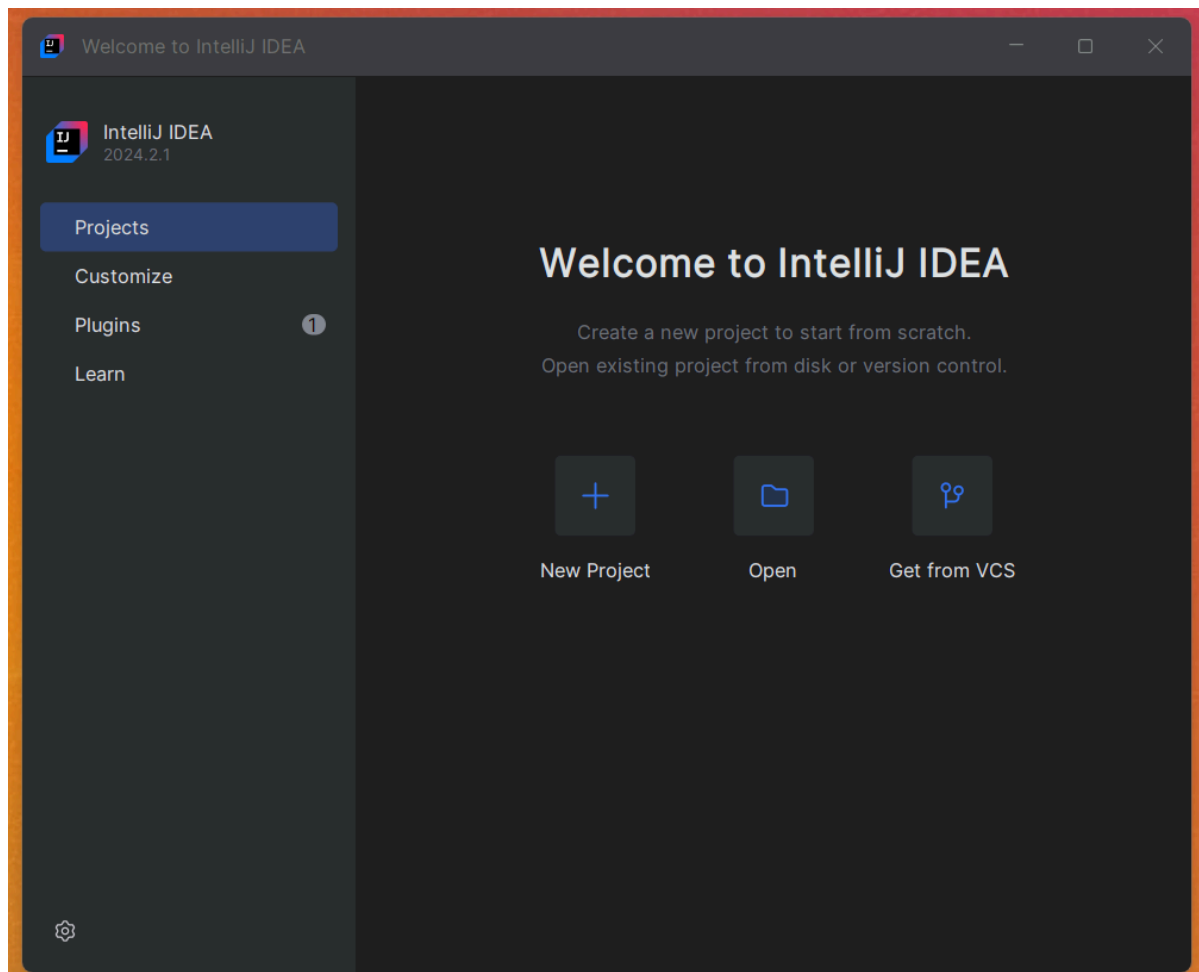 Welcome to IntelliJ IDEA
IJ
IntelliJ IDEA
2024.2.1
Projects
Customize
Plugins 1
Learn
Welcome to IntelliJ IDEA
Create a new project to start from scratch.
Open existing project from disk or version control.
New Project Open Get from VCS